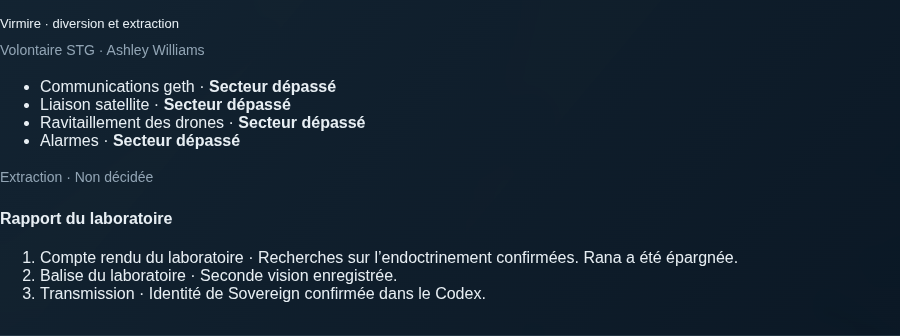 Virmire · diversion et extraction
Volontaire STG · Ashley Williams
• Communications geth · Secteur dépassé
• Liaison satellite · Secteur dépassé
• Ravitaillement des drones · Secteur dépassé
• Alarmes · Secteur dépassé
Extraction · Non décidée
Rapport du laboratoire
1. Compte rendu du laboratoire · Recherches sur l’endoctrinement confirmées. Rana a été épargnée.
2. Balise du laboratoire · Seconde vision enregistrée.
3. Transmission · Identité de Sovereign confirmée dans le Codex.